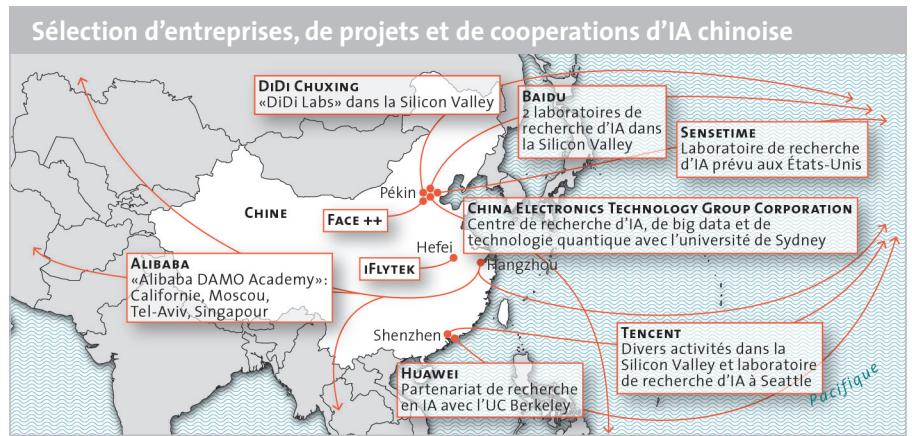 Sélection d’entreprises, de projets et de cooperations d’IA chinoise
DiDi Chuxing
«DiDi Labs» dans la Silicon Valley
Baidu
2 laboratoires de
recherche d’IA dans
la Silicon Valley
SenseTime
Laboratoire de recherche
d’IA prévu aux États-Unis
Pékin
Chine
Face ++
China Electronics Technology Group Corporation
Centre de recherche d’IA, de big data et de
technologie quantique avec l’université de Sydney
Hefei
iFlytek
Hangzhou
Alibaba
«Alibaba DAMO Academy»:
Californie, Moscou,
Tel-Aviv, Singapour
Shenzhen
Tencent
Divers activités dans la
Silicon Valley et laboratoire
de recherche d’IA à Seattle
Huawei
Partenariat de recherche
en IA avec l’UC Berkeley
Pacifique